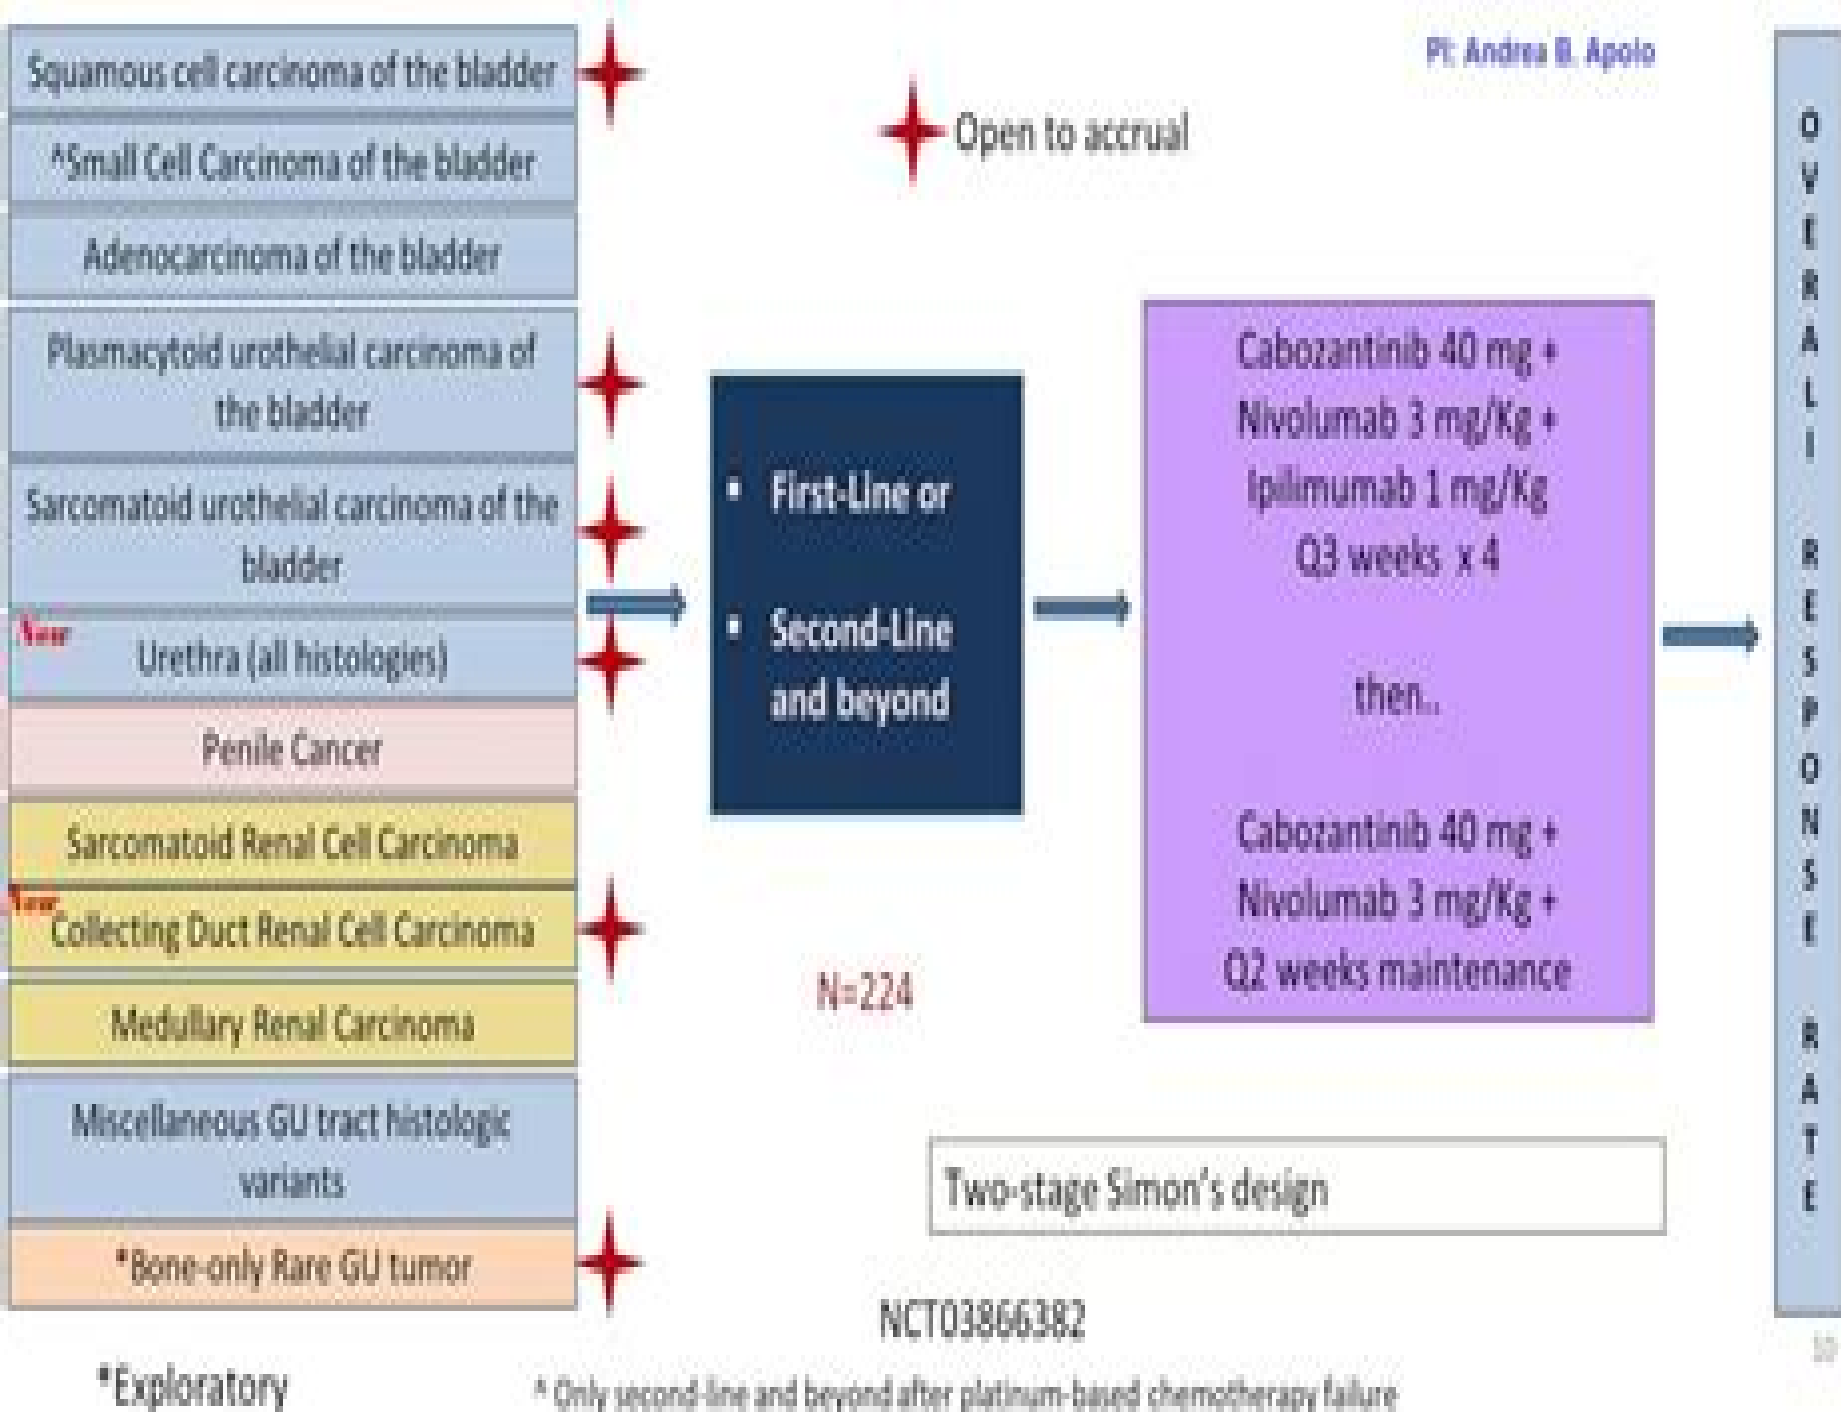 Squamous cell carcinoma of the bladder
^Small Cell Carcinoma of the bladder
Adenocarcinoma of the bladder
Plasmacytoid urothelial carcinoma of
the bladder
Sarcomatoid urothelial carcinoma of the
bladder
New
Urethra (all histologies)
Penile Cancer
Sarcomatoid Renal Cell Carcinoma
New
Collecting Duct Renal Cell Carcinoma
Medullary Renal Carcinoma
Miscellaneous GU tract histologic
variants
*Bone-only Rare GU tumor
*Exploratory
Open to accrual
PI: Andrea B. Apolo
▪ First-Line or
▪ Second-Line
and beyond
N=224
Cabozantinib 40 mg +
Nivolumab 3 mg/Kg +
Ipilimumab 1 mg/Kg
Q3 weeks x 4
then..
Cabozantinib 40 mg +
Nivolumab 3 mg/Kg +
Q2 weeks maintenance
Two-stage Simon's design
NCT03866382
^ Only second-line and beyond after platinum-based chemotherapy failure
OVERALL RESPONSE RATE